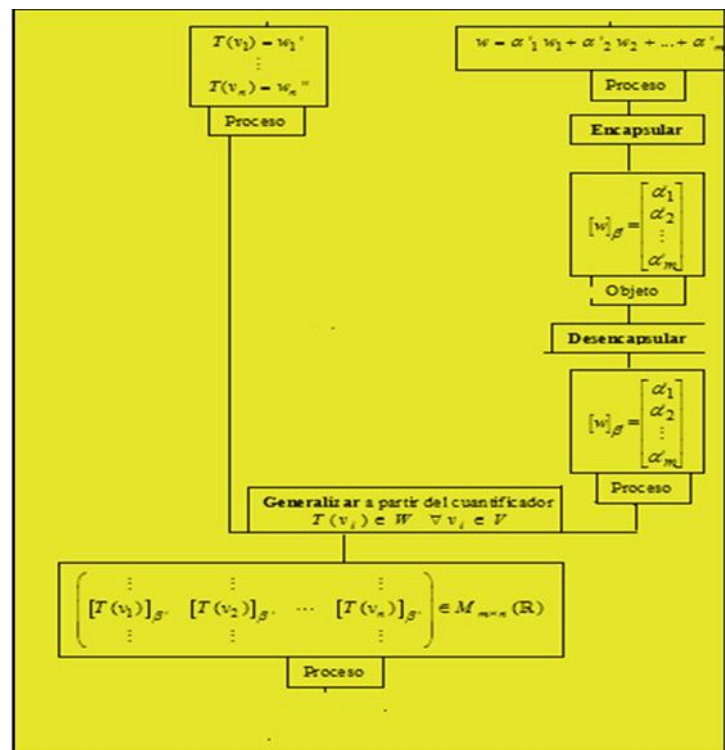 T(v₁) = w₁'
⋮
T(vₙ) = wₙ''
Proceso
w = α'₁ w₁ + α'₂ w₂ + ... + α'ₘ
Proceso
Encapsular
[w]β' = [α₁ α₂ ⋮ αₘ]
Objeto
Desencapsular
[w]β' = [α₁ α₂ ⋮ αₘ]
Proceso
Generalizar a partir del cuantificador
T(vᵢ) ∈ W ∀ vᵢ ∈ V
⋮ ⋮ ⋮
([T(v₁)]β' [T(v₂)]β' ⋯ [T(vₙ)]β') ∈ Mₘₓₙ(ℝ)
⋮ ⋮ ⋮
Proceso